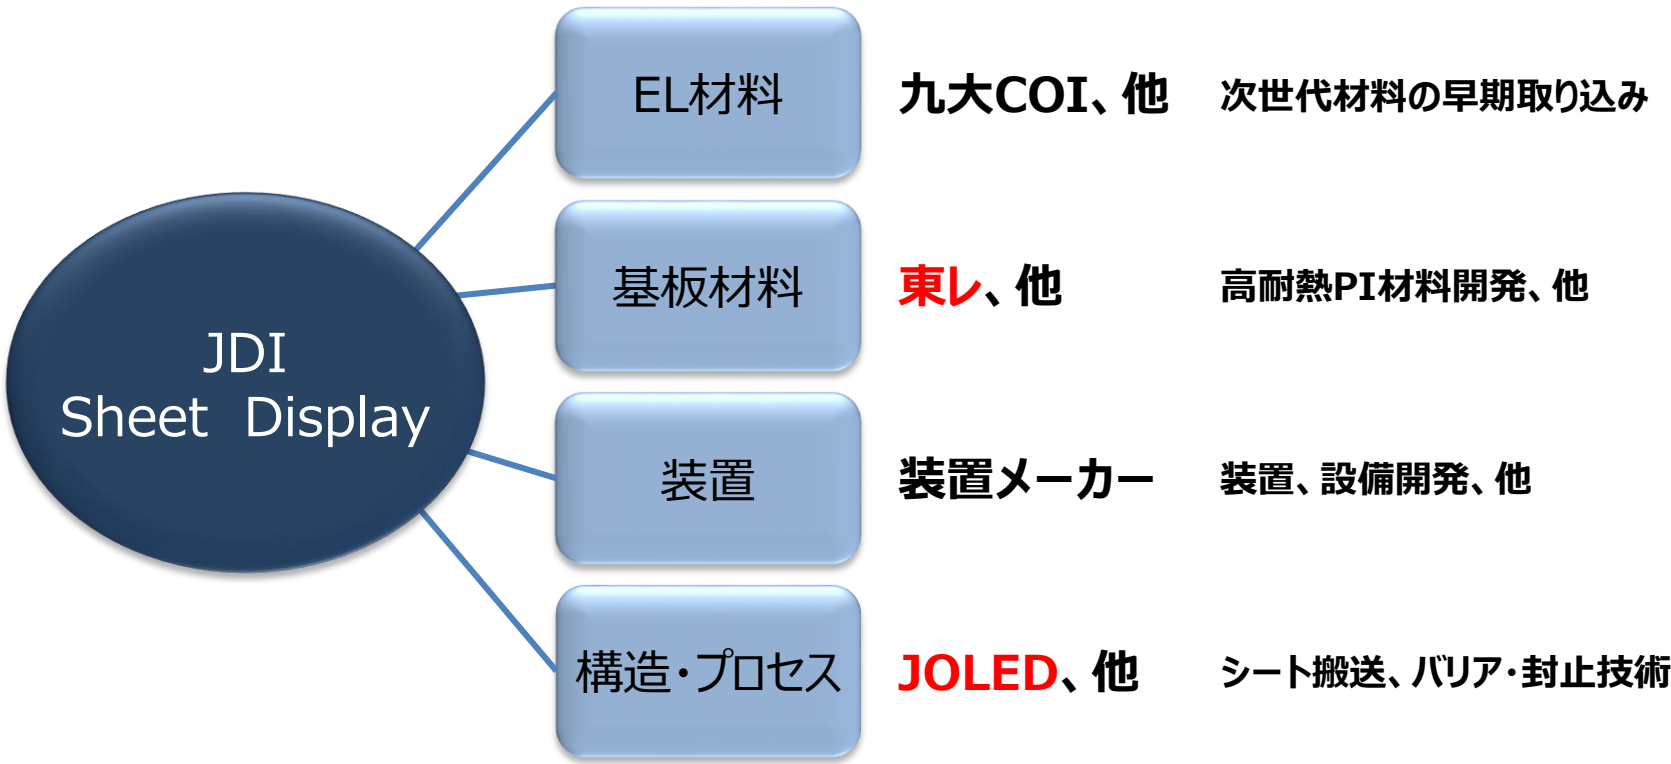 JDI
Sheet Display
EL材料
九大COI、他
次世代材料の早期取り込み
基板材料
東レ、他
高耐熱PI材料開発、他
装置
装置メーカー
装置、設備開発、他
構造・プロセス
JOLED、他
シート搬送、バリア・封止技術